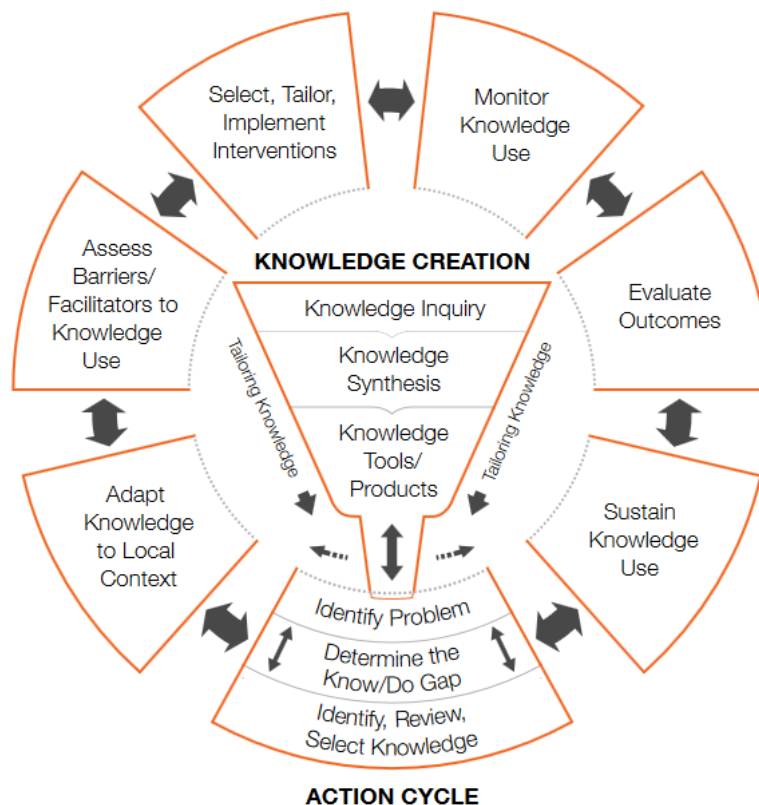 Select, Tailor,
Implement
Interventions
Monitor
Knowledge
Use
Assess
Barriers/
Facilitators to
Knowledge
Use
KNOWLEDGE CREATION
Knowledge Inquiry
Knowledge
Synthesis
Knowledge
Tools/
Products
Tailoring Knowledge
Tailoring Knowledge
Evaluate
Outcomes
Adapt
Knowledge
to Local
Context
Sustain
Knowledge
Use
Identify Problem
Determine the
Know/Do Gap
Identify, Review,
Select Knowledge
ACTION CYCLE